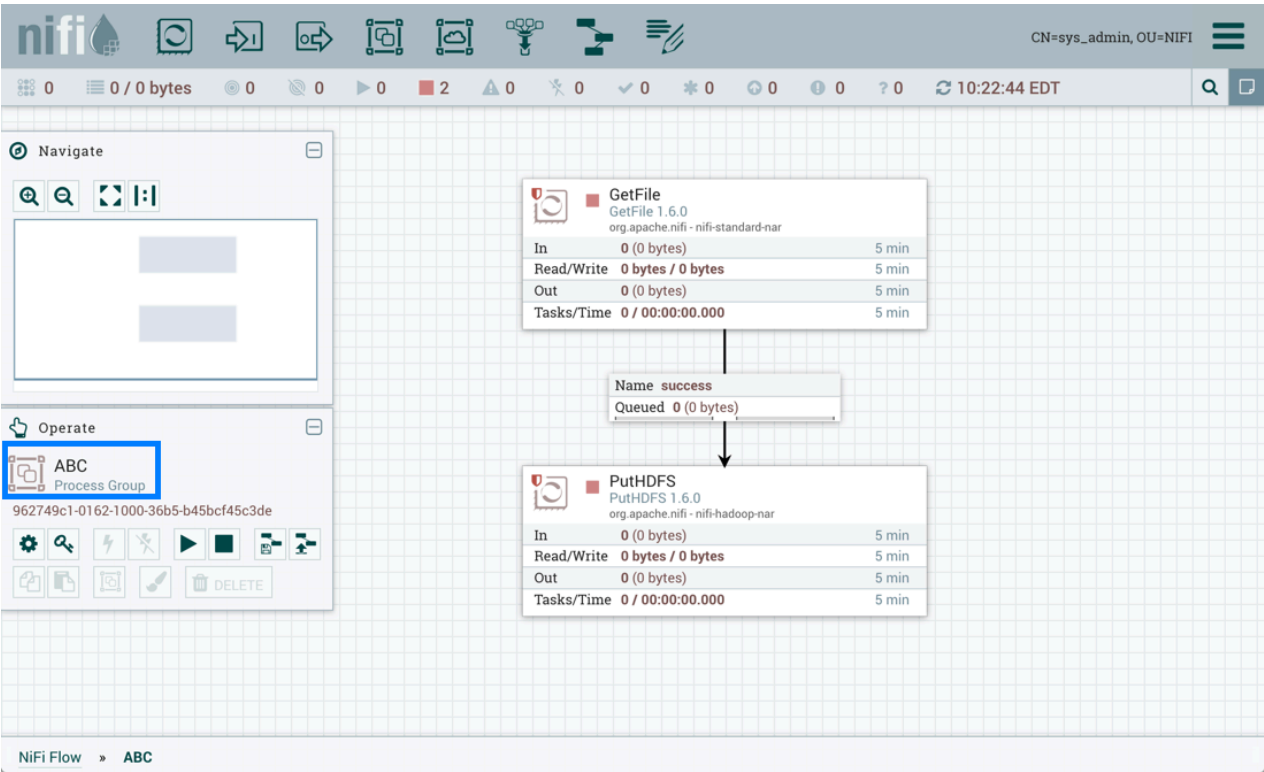 nifi
CN=sys_admin, OU=NIFI
0 0 / 0 bytes 0 0 0 2 0 0 0 0 0 0 ? 0 10:22:44 EDT
Navigate
GetFile
GetFile 1.6.0
org.apache.nifi - nifi-standard-nar
In 0 (0 bytes) 5 min
Read/Write 0 bytes / 0 bytes 5 min
Out 0 (0 bytes) 5 min
Tasks/Time 0 / 00:00:00.000 5 min
Name success
Queued 0 (0 bytes)
Operate
ABC
Process Group
962749c1-0162-1000-36b5-b45bcf45c3de
DELETE
PutHDFS
PutHDFS 1.6.0
org.apache.nifi - nifi-hadoop-nar
In 0 (0 bytes) 5 min
Read/Write 0 bytes / 0 bytes 5 min
Out 0 (0 bytes) 5 min
Tasks/Time 0 / 00:00:00.000 5 min
NiFi Flow » ABC